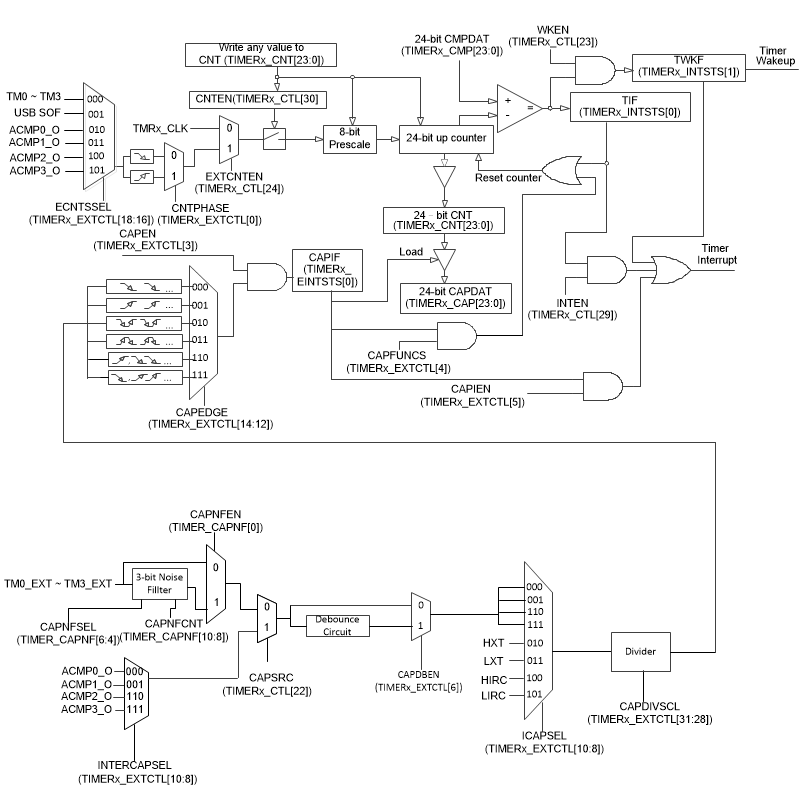 Write any value to
CNT (TIMERx_CNT[23:0])
24-bit CMPDAT
(TIMERx_CMP[23:0])
WKEN
(TIMERx_CTL[23])
TWKF
(TIMERx_INTSTS[1])
Timer
Wakeup
TM0 ~ TM3
USB SOF
ACMP0_O
ACMP1_O
ACMP2_O
ACMP3_O
000
001
010
011
100
101
CNTEN(TIMERx_CTL[30]
TMRx_CLK
0
1
0
1
8-bit
Prescale
24-bit up counter
+
-
=
TIF
(TIMERx_INTSTS[0])
EXTCNTEN
(TIMERx_CTL[24])
Reset counter
ECNTSSEL
(TIMERx_EXTCTL[18:16])
CNTPHASE
(TIMERx_EXTCTL[0])
24 - bit CNT
(TIMERx_CNT[23:0])
CAPEN
(TIMERx_EXTCTL[3])
CAPIF
(TIMERx_
EINTSTS[0])
Load
24-bit CAPDAT
(TIMERx_CAP[23:0])
Timer
Interrupt
INTEN
(TIMERx_CTL[29])
... 000
... 001
... 010
... 011
... 110
... 111
CAPFUNCS
(TIMERx_EXTCTL[4])
CAPIEN
(TIMERx_EXTCTL[5])
CAPEDGE
(TIMERx_EXTCTL[14:12])
CAPNFEN
(TIMER_CAPNF[0])
TM0_EXT ~ TM3_EXT
3-bit Noise
Fillter
0
1
CAPNFSEL
(TIMER_CAPNF[6:4])
CAPNFCNT
(TIMER_CAPNF[10:8])
0
1
Debounce
Circuit
0
1
000
001
110
111
HXT 010
LXT 011
HIRC 100
LIRC 101
Divider
ACMP0_O 000
ACMP1_O 001
ACMP2_O 110
ACMP3_O 111
CAPSRC
(TIMERx_CTL[22])
CAPDBEN
(TIMERx_EXTCTL[6])
CAPDIVSCL
(TIMERx_EXTCTL[31:28])
ICAPSEL
(TIMERx_EXTCTL[10:8])
INTERCAPSEL
(TIMERx_EXTCTL[10:8])